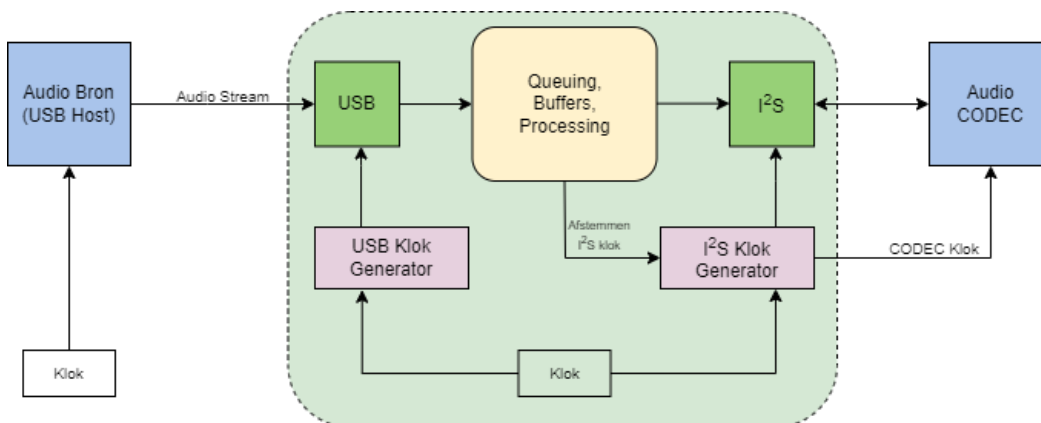 Audio Bron
(USB Host)
Audio Stream
USB
Queuing,
Buffers,
Processing
I²S
Audio
CODEC
Afstemmen
I²S klok
USB Klok
Generator
I²S Klok
Generator
CODEC Klok
Klok
Klok